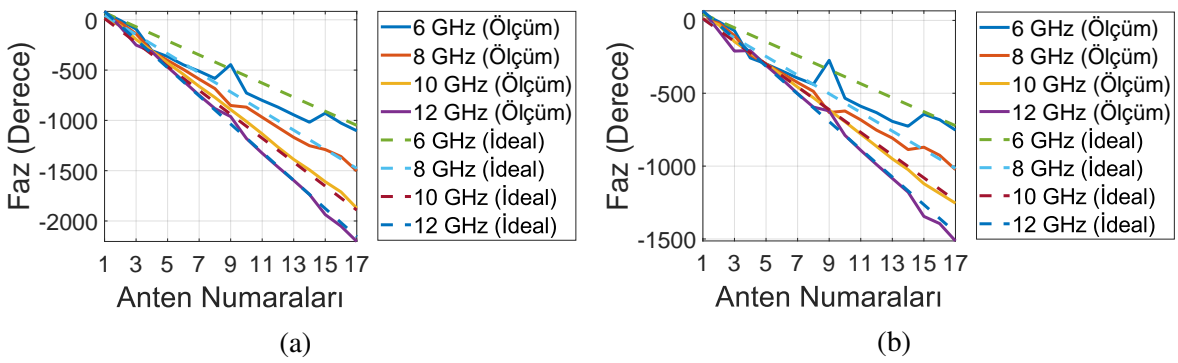 0
-500
-1000
-1500
-2000
Faz (Derece)
1 3 5 7 9 11 13 15 17
Anten Numaraları
6 GHz (Ölçüm)
8 GHz (Ölçüm)
10 GHz (Ölçüm)
12 GHz (Ölçüm)
6 GHz (İdeal)
8 GHz (İdeal)
10 GHz (İdeal)
12 GHz (İdeal)
(a)
0
-500
-1000
-1500
Faz (Derece)
1 3 5 7 9 11 13 15 17
Anten Numaraları
6 GHz (Ölçüm)
8 GHz (Ölçüm)
10 GHz (Ölçüm)
12 GHz (Ölçüm)
6 GHz (İdeal)
8 GHz (İdeal)
10 GHz (İdeal)
12 GHz (İdeal)
(b)